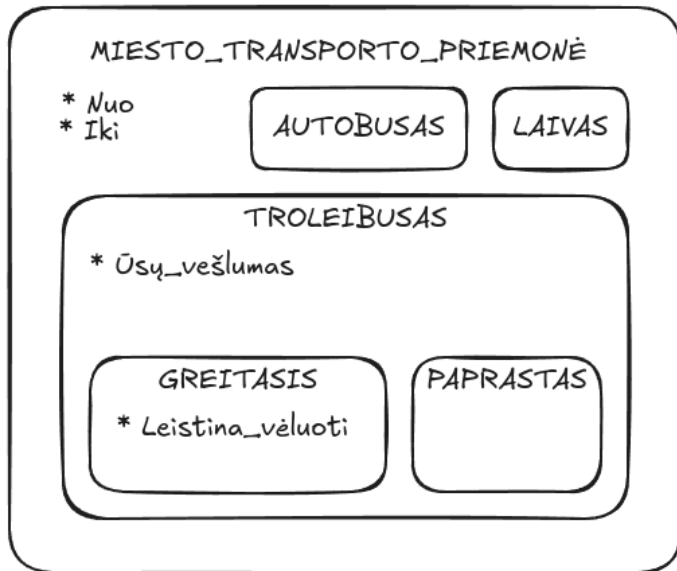 MIESTO_TRANSPORTO_PRIEMONĖ
* Nuo
* Iki
AUTOBUSAS
LAIVAS
TROLEIBUSAS
* Ūsų_vešlumas
GREITASIS
* Leistina_vėluoti
PAPRASTAS